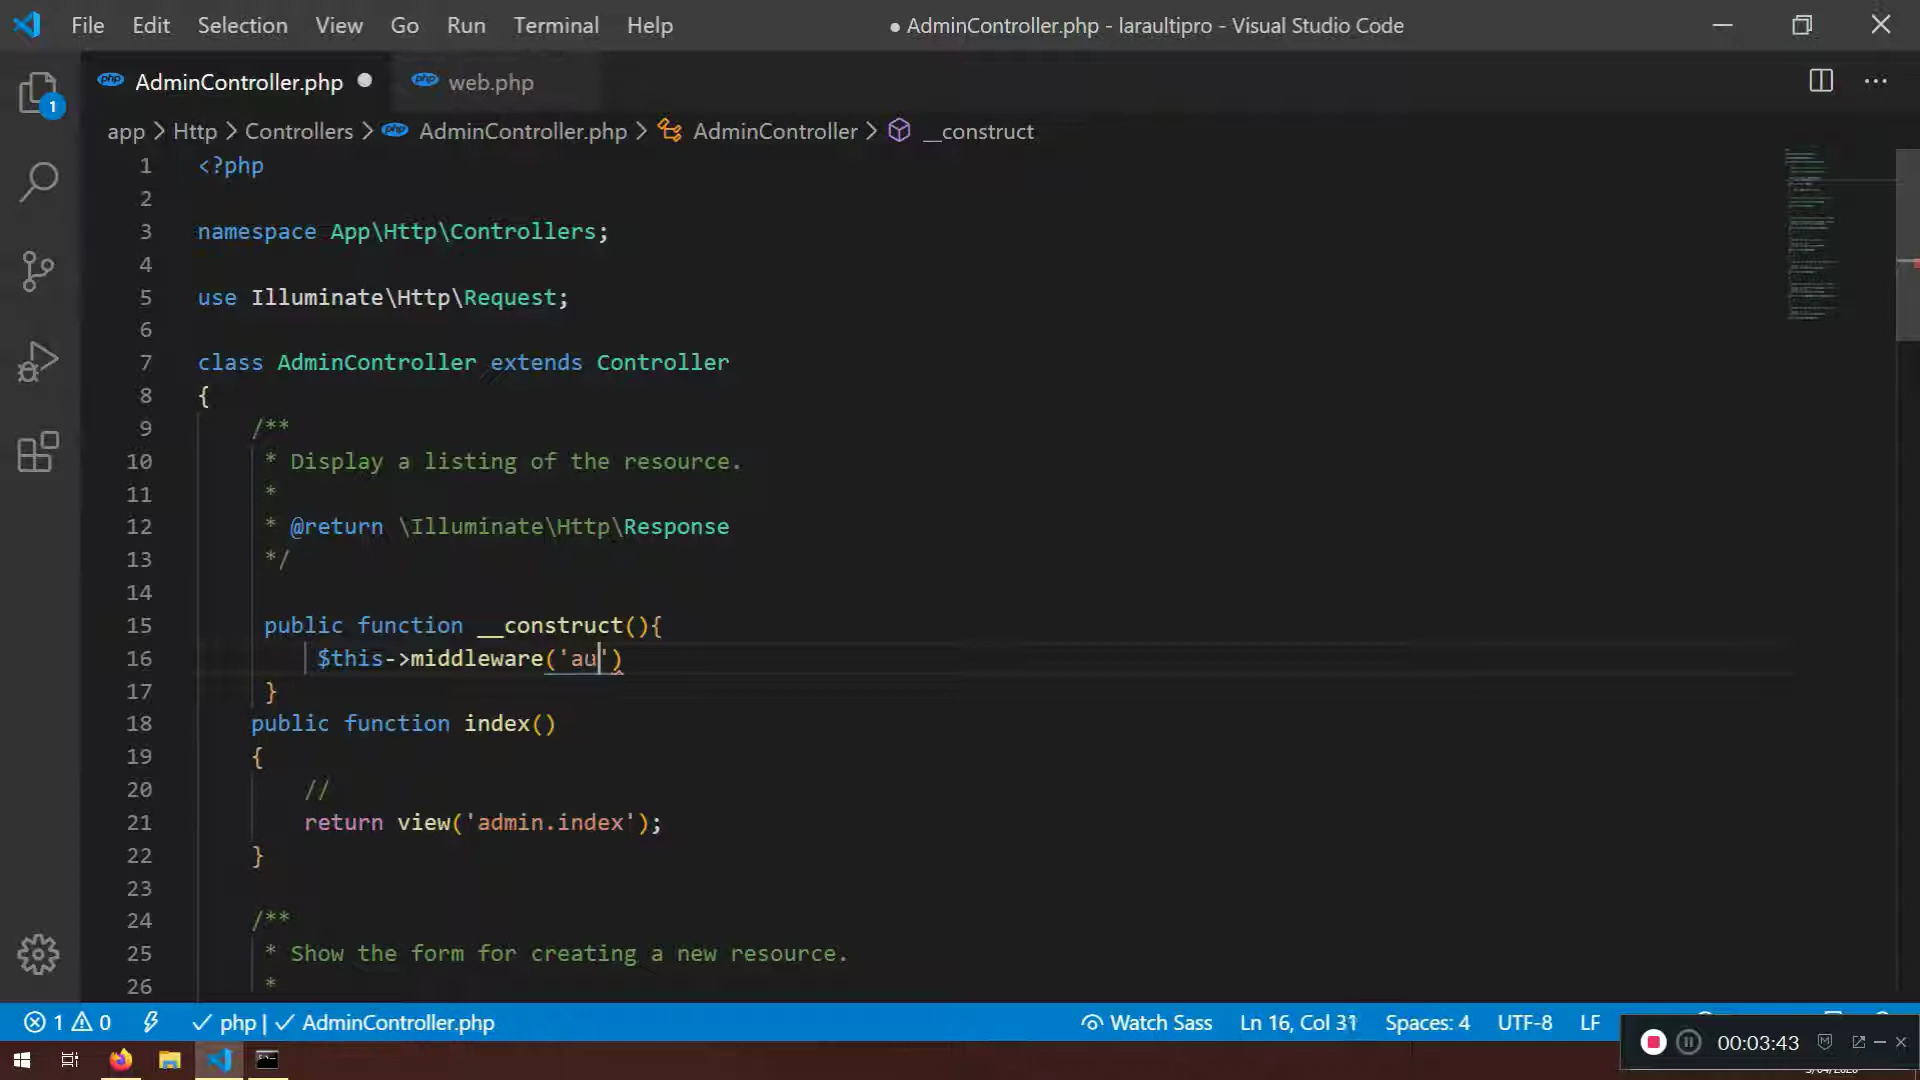 File Edit Selection View Go Run Terminal Help ● AdminController.php - laraultipro - Visual Studio Code
php AdminController.php ● php web.php
app > Http > Controllers > php AdminController.php > AdminController > __construct
1 <?php
2
3 namespace App\Http\Controllers;
4
5 use Illuminate\Http\Request;
6
7 class AdminController extends Controller
8 {
9 /**
10 * Display a listing of the resource.
11 *
12 * @return \Illuminate\Http\Response
13 */
14
15 public function __construct(){
16 $this->middleware('au')
17 }
18 public function index()
19 {
20 //
21 return view('admin.index');
22 }
23
24 /**
25 * Show the form for creating a new resource.
26 *
1
1 0 php | AdminController.php Watch Sass Ln 16, Col 31 Spaces: 4 UTF-8 LF
00:03:43